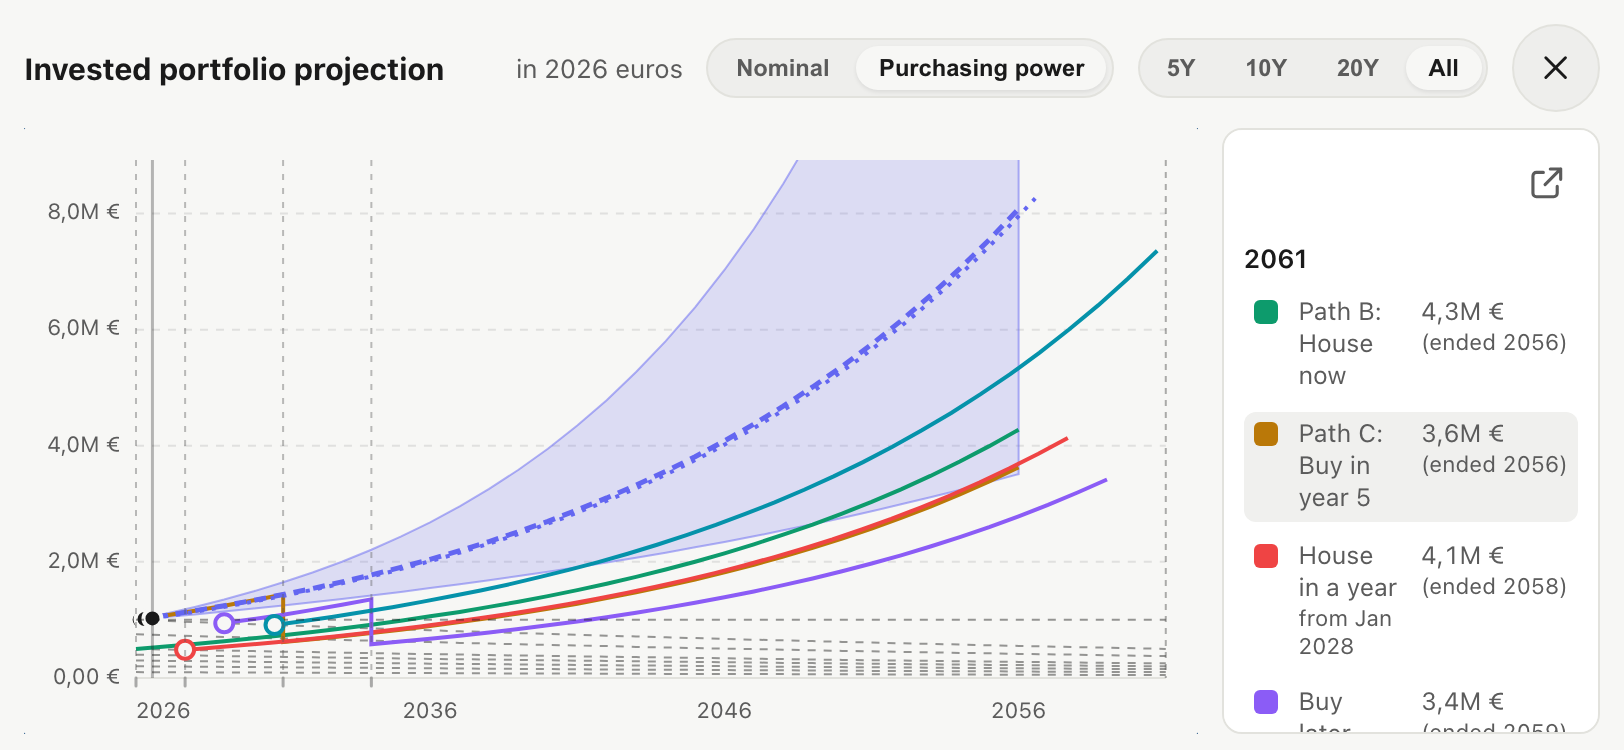 Invested portfolio projection
in 2026 euros
Nominal
Purchasing power
5Y
10Y
20Y
All
8,0M €
6,0M €
4,0M €
2,0M €
0,00 €
2026
2036
2046
2056
2061
Path B:
House
now
4,3M €
(ended 2056)
Path C:
Buy in
year 5
3,6M €
(ended 2056)
House
in a year
from Jan
2028
4,1M €
(ended 2058)
Buy
later
3,4M €
(ended 2059)